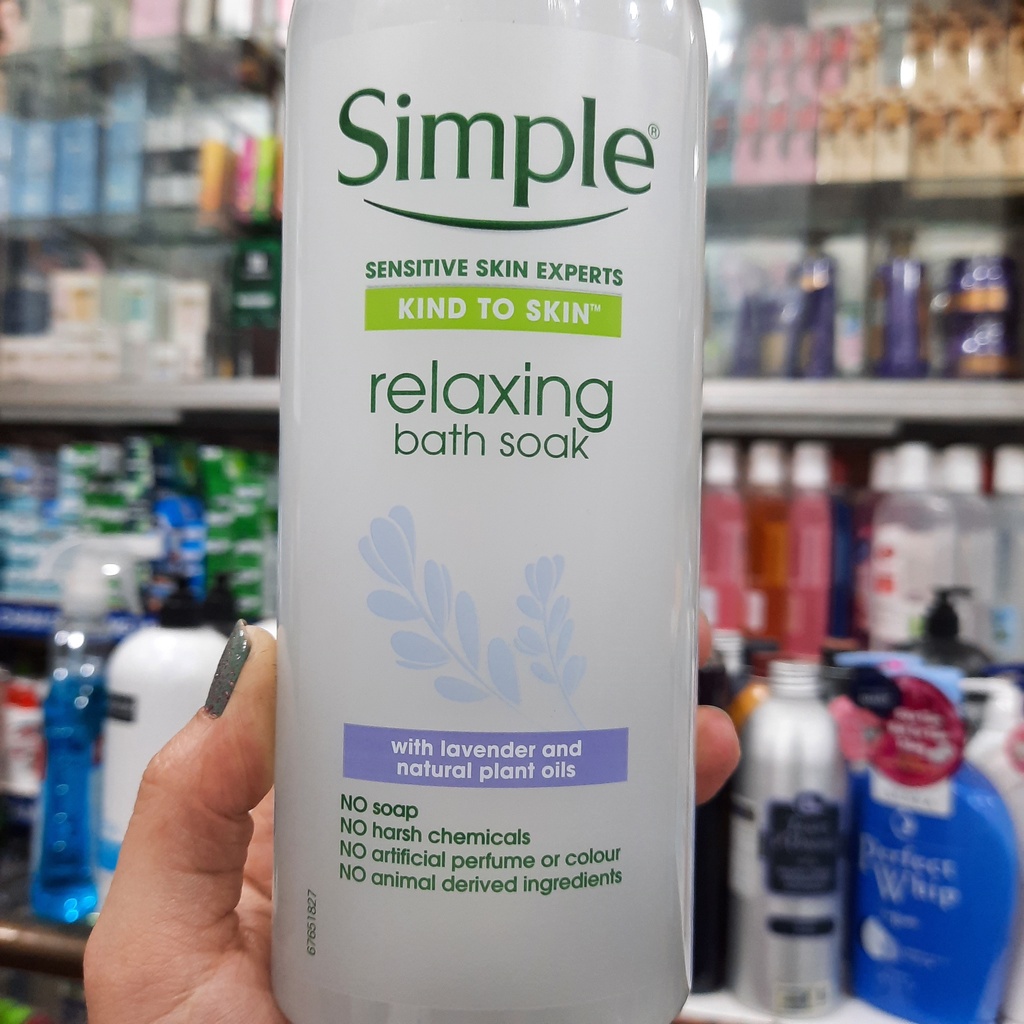 Simple®
SENSITIVE SKIN EXPERTS
KIND TO SKIN™
relaxing
bath soak
with lavender and
natural plant oils
NO soap
NO harsh chemicals
NO artificial perfume or colour
NO animal derived ingredients
67651827
Perfect
Whip